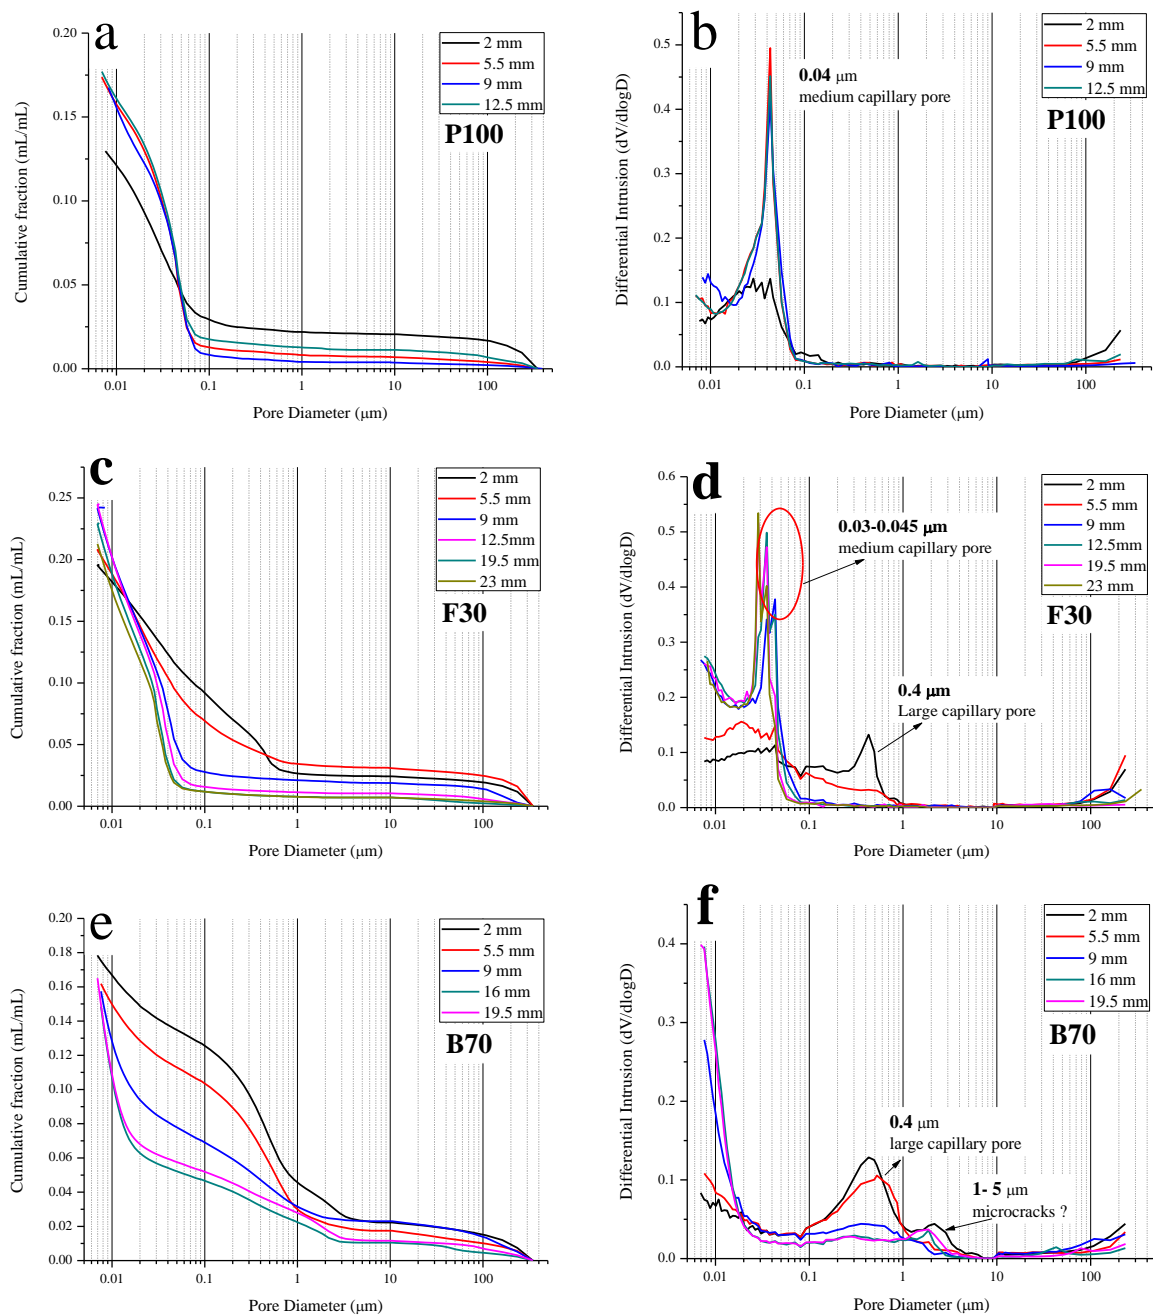 a
0.20
0.15
0.10
0.05
0.00
Cumulative fraction (mL/mL)
2 mm
5.5 mm
9 mm
12.5 mm
P100
0.01
0.1
1
10
100
Pore Diameter (μm)
b
0.5
0.4
0.3
0.2
0.1
0.0
Differential Intrusion (dV/dlogD)
0.04 μm
medium capillary pore
2 mm
5.5 mm
9 mm
12.5 mm
P100
0.01
0.1
1
10
100
Pore Diameter (μm)
c
0.25
0.20
0.15
0.10
0.05
0.00
Cumulative fraction (mL/mL)
2 mm
5.5 mm
9 mm
12.5 mm
19.5 mm
23 mm
F30
0.01
0.1
1
10
100
Pore Diameter (μm)
d
0.6
0.5
0.4
0.3
0.2
0.1
0.0
Differential Intrusion (dV/dlogD)
0.03-0.045 μm
medium capillary pore
0.4 μm
Large capillary pore
2 mm
5.5 mm
9 mm
12.5mm
19.5 mm
23 mm
F30
0.01
0.1
1
10
100
Pore Diameter (μm)
e
0.20
0.18
0.16
0.14
0.12
0.10
0.08
0.06
0.04
0.02
0.00
Cumulative fraction (mL/mL)
2 mm
5.5 mm
9 mm
16 mm
19.5 mm
B70
0.01
0.1
1
10
100
Pore Diameter (μm)
f
0.4
0.3
0.2
0.1
0.0
Differential Intrusion (dV/dlogD)
0.4 μm
large capillary pore
1- 5 μm
microcracks ?
2 mm
5.5 mm
9 mm
16 mm
19.5 mm
B70
0.01
0.1
1
10
100
Pore Diameter (μm)